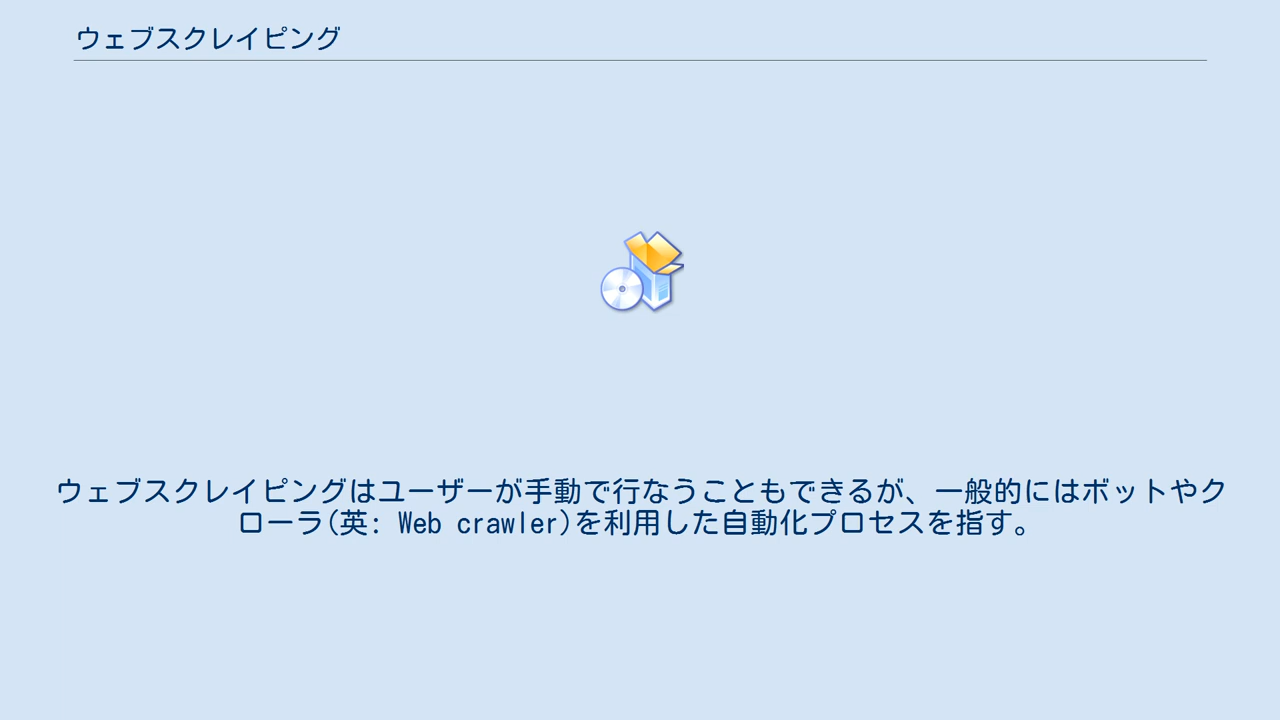 ウェブスクレイピング
ウェブスクレイピングはユーザーが手動で行なうこともできるが、一般的にはボットやク
ローラ(英: Web crawler)を利用した自動化プロセスを指す。